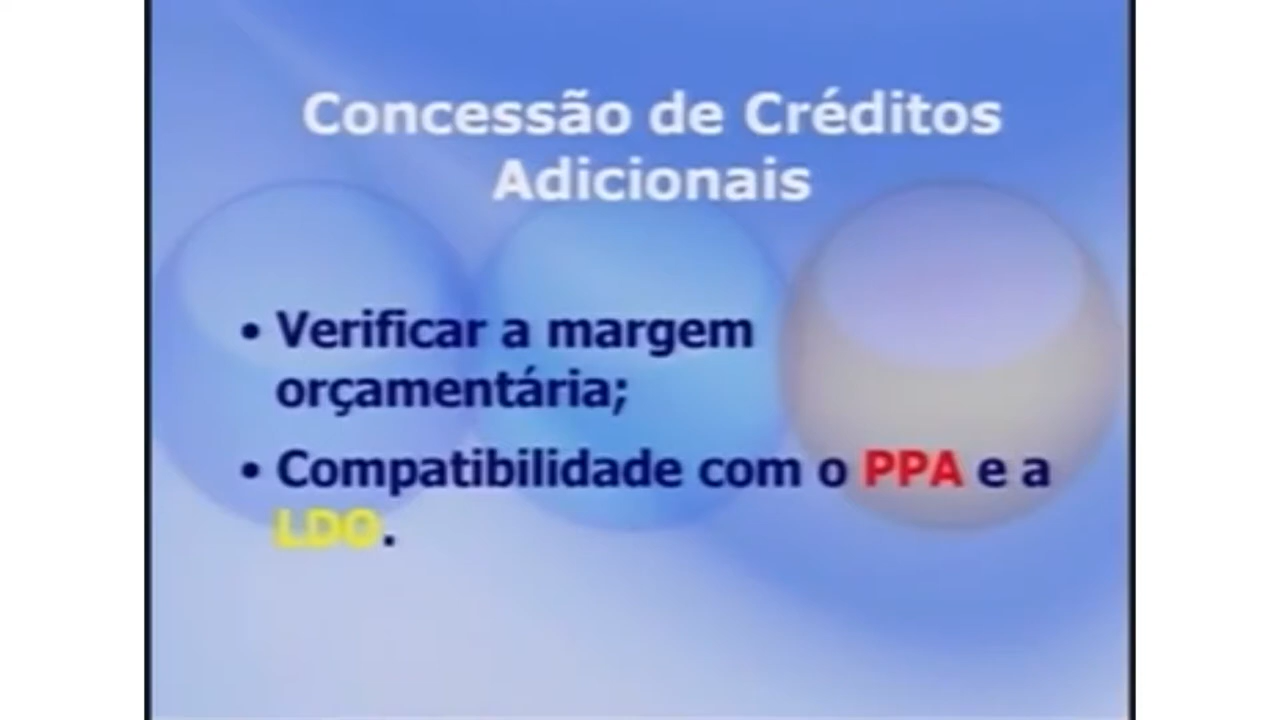 Concessão de Créditos
Adicionais
• Verificar a margem
orçamentária;
• Compatibilidade com o PPA e a
LDO.